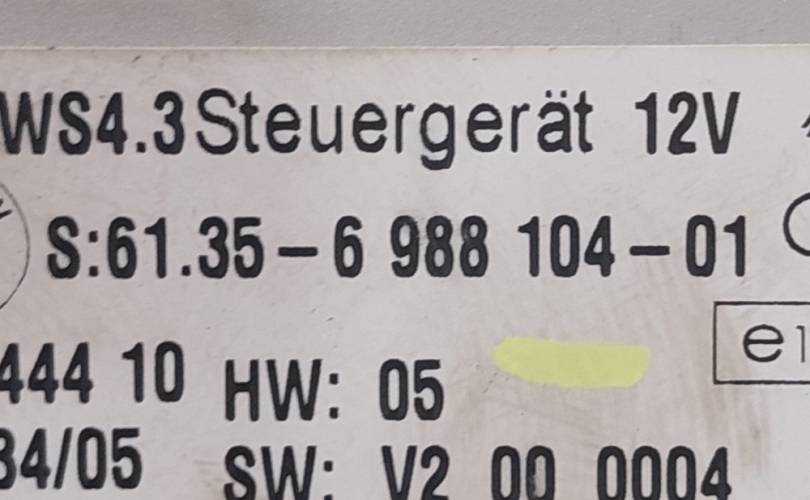 WS4.3 Steuergerät 12V
S:61.35-6 988 104-01
e1
444 10 HW: 05
34/05 SW: V2 00 0004